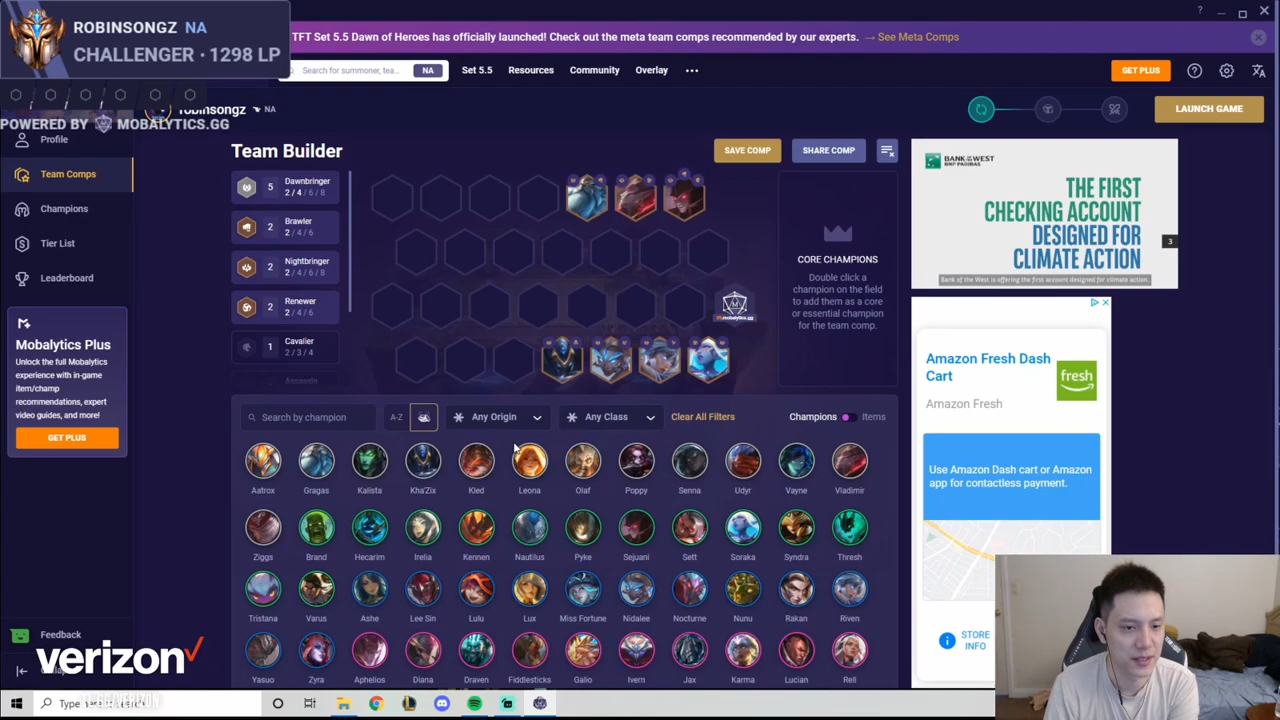 ROBINSONGZ NA
CHALLENGER · 1298 LP
TFT Set 5.5 Dawn of Heroes has officially launched! Check out the meta team comps recommended by our experts. → See Meta Comps
Search for summoner, tea... NA
Set 5.5 Resources Community Overlay
GET PLUS
robinsongz NA
POWERED BY MOBALYTICS.GG
LAUNCH GAME
Profile
Team Comps
Champions
Tier List
Leaderboard
Mobalytics Plus
Unlock the full Mobalytics
experience with in-game
item/champ
recommendations, expert
video guides, and more!
GET PLUS
Feedback
verizon
Team Builder
SAVE COMP
SHARE COMP
5 Dawnbringer
2 / 4 / 6 / 8
2 Brawler
2 / 4 / 6
2 Nightbringer
2 / 4 / 6 / 8
2 Renewer
2 / 4 / 6
1 Cavalier
2 / 3 / 4
Assassin
CORE CHAMPIONS
Double click a
champion on the field
to add them as a core
or essential champion
for the team comp.
Search by champion
A-Z
Any Origin
Any Class
Clear All Filters
Champions Items
Aatrox Gragas Kalista Kha'Zix Kled Leona Olaf Poppy Senna Udyr Vayne Vladimir
Ziggs Brand Hecarim Irelia Kennen Nautilus Pyke Sejuani Sett Soraka Syndra Thresh
Tristana Varus Ashe Lee Sin Lulu Lux Miss Fortune Nidalee Nocturne Nunu Rakan Riven
Yasuo Zyra Aphelios Diana Draven Fiddlesticks Galio Ivern Jax Karma Lucian Rell
BANK OF THE WEST
BNP PARIBAS
THE FIRST
CHECKING ACCOUNT
DESIGNED FOR
CLIMATE ACTION
3
Bank of the West is offering the first account designed for climate action.
Amazon Fresh Dash
Cart
fresh
Amazon Fresh
Use Amazon Dash cart or Amazon
app for contactless payment.
STORE
INFO